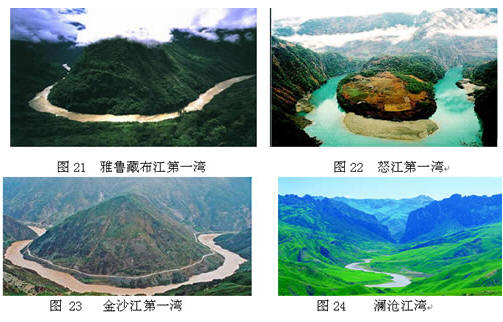 图 21 雅鲁藏布江第一湾
图 22 怒江第一湾↵
图 23 金沙江第一湾
图 24 澜沧江湾↵